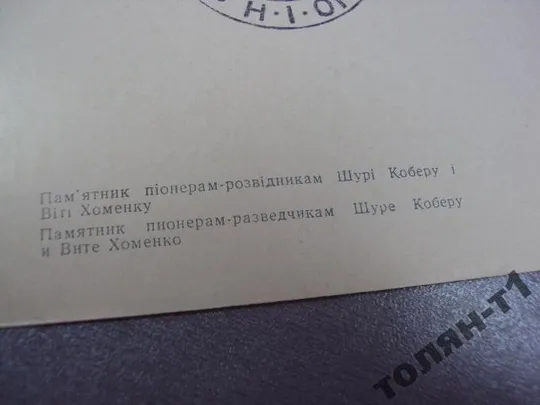 Н·І·
Пам'ятник піонерам-розвідникам Шурі Коберу і
Віті Хоменку
Памятник пионерам-разведчикам Шуре Коберу
и Вите Хоменко
толян-т1